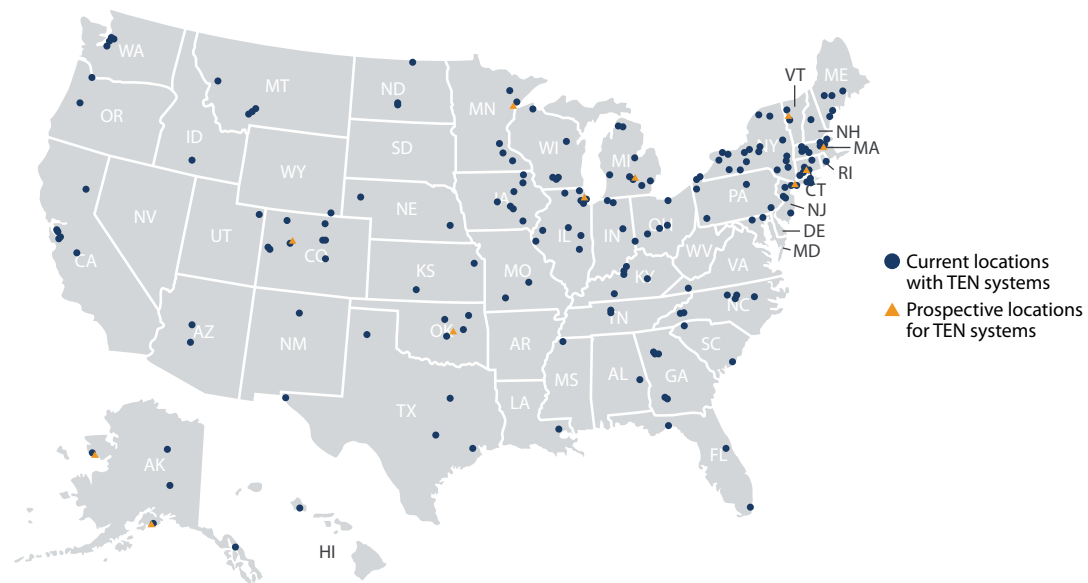 WA
MT
ND
MN
VT
ME
OR
ID
SD
WI
MI
NY
NH
MA
WY
IA
PA
RI
CT
NV
UT
CO
NE
IL
IN
OH
NJ
DE
MD
CA
KS
MO
WV
VA
KY
Current locations
with TEN systems
Prospective locations
for TEN systems
AZ
NM
OK
AR
TN
NC
SC
TX
LA
MS
AL
GA
FL
AK
HI